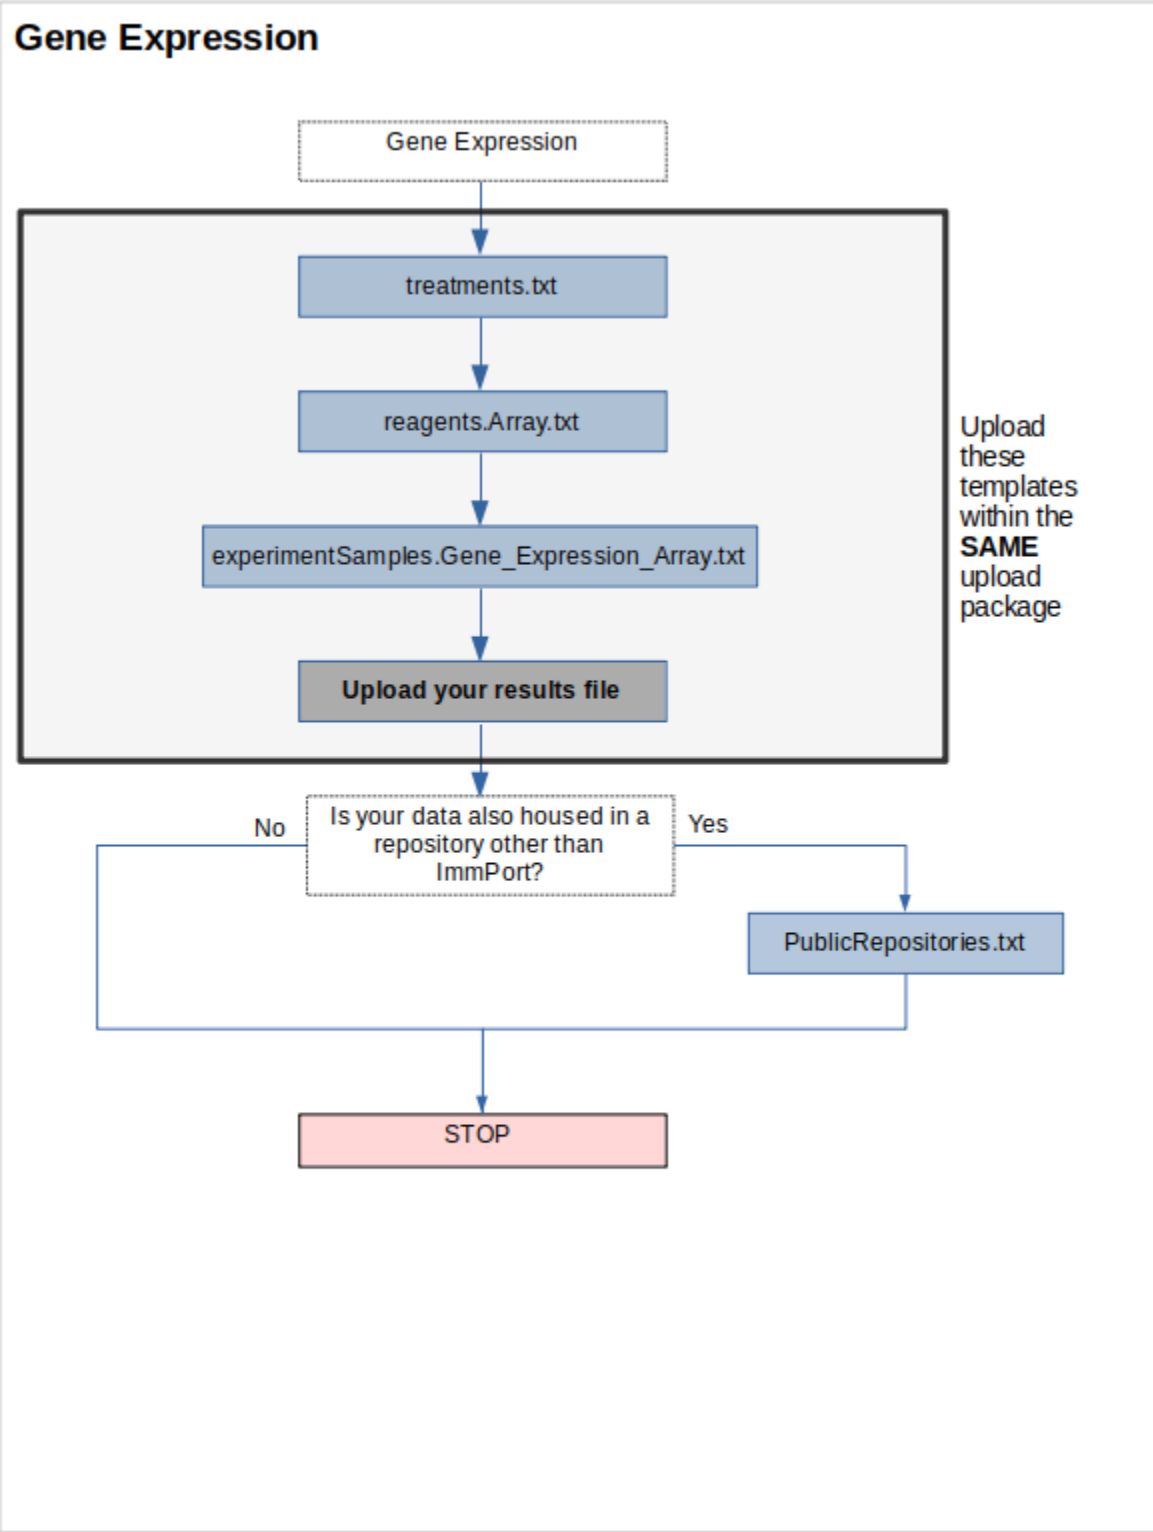 Gene Expression
Gene Expression
treatments.txt
reagents.Array.txt
experimentSamples.Gene_Expression_Array.txt
Upload your results file
Upload
these
templates
within the
SAME
upload
package
Is your data also housed in a
repository other than
ImmPort?
No
Yes
PublicRepositories.txt
STOP